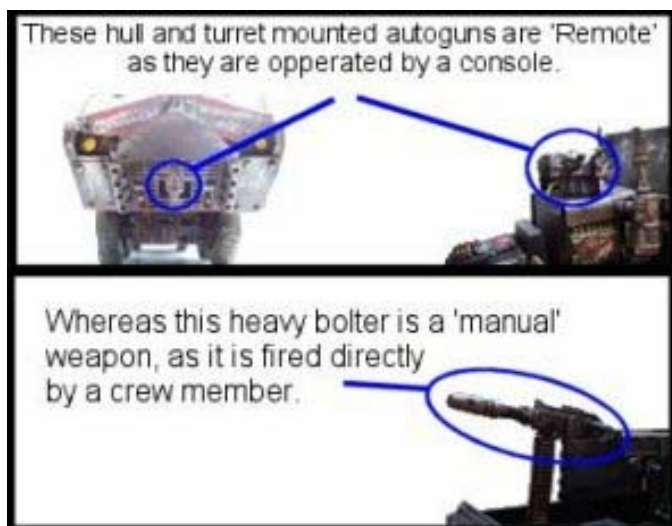 These hull and turret mounted autoguns are 'Remote'
as they are opperated by a console.
Whereas this heavy bolter is a 'manual'
weapon, as it is fired directly
by a crew member.